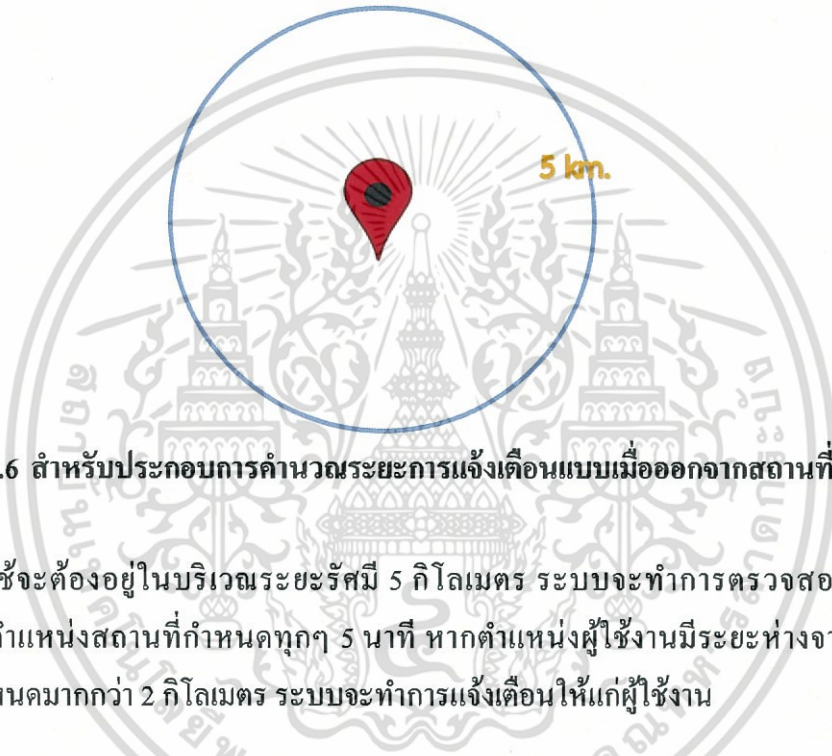 5 km.
.6 สำหรับประกอบการคำนวณระยะการแจ้งเตือนแบบเมื่อออกจากสถานที่
ช้จะต้องอยู่ในบริเวณระยะรัศมี 5 กิโลเมตร ระบบจะทำการตรวจสอ
ตำแหน่งสถานที่กำหนดทุกๆ 5 นาที หากตำแหน่งผู้ใช้งานมีระยะห่างจา
หนดมากกว่า 2 กิโลเมตร ระบบจะทำการแจ้งเตือนให้แก่ผู้ใช้งาน